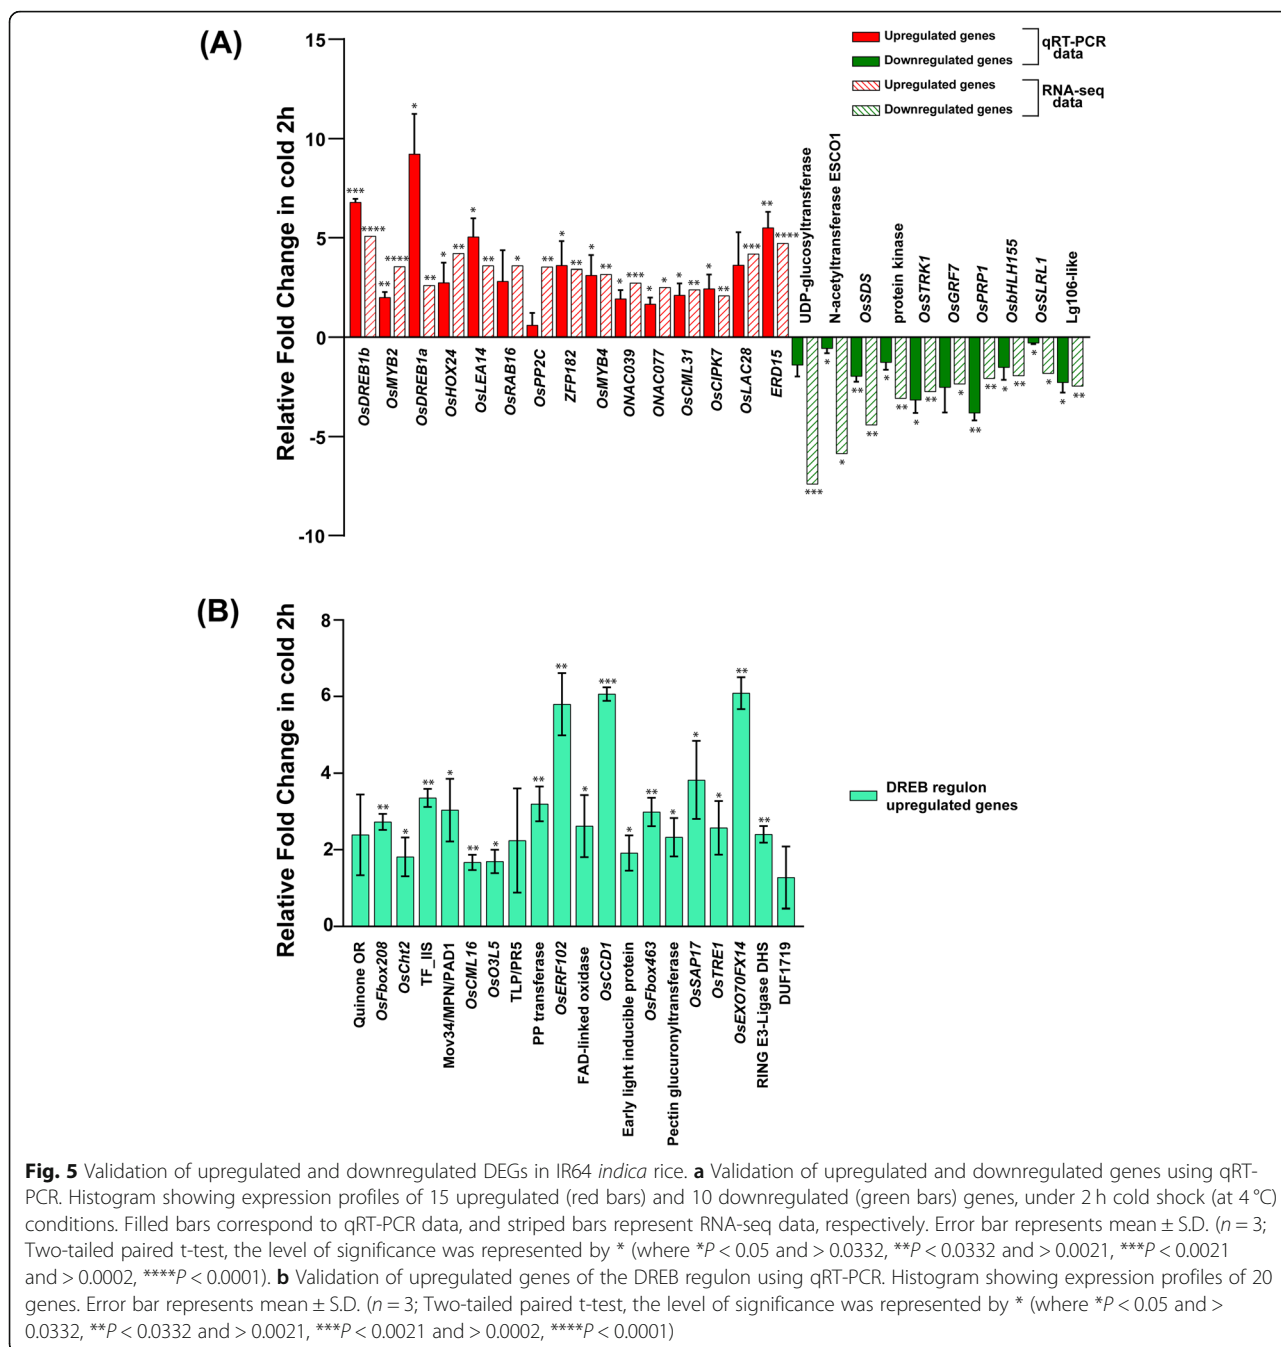 (A)
Relative Fold Change in cold 2h
15
10
5
0
-5
-10
Upregulated genes
Downregulated genes
qRT-PCR
data
Upregulated genes
Downregulated genes
RNA-seq
data
*** **** ** **** * ** * ** * ** * ** * ** * ** * *** * * * ** * ** *** ** ****
OsDREB1b
OsMYB2
OsDREB1a
OsHOX24
OsLEA14
OsRAB16
OsPP2C
ZFP182
OsMYB4
ONAC039
ONAC077
OsCML31
OsCIPK7
OsLAC28
ERD15
UDP-glucosyltransferase
N-acetyltransferase ESCO1
OsSDS
protein kinase
OsSTRK1
OsGRF7
OsPRP1
OsbHLH155
OsSLRL1
Lg106-like
*** * * ** ** * ** * ** * ** ** * ** * * * **
(B)
Relative Fold Change in cold 2h
8
6
4
2
0
** * ** * ** * ** ** * *** * ** * * * ** **
DREB regulon
upregulated genes
Quinone OR
OsFbox208
OsCht2
TF_IIS
Mov34/MPN/PAD1
OsCML16
OsO3L5
TLP/PR5
PP transferase
OsERF102
FAD-linked oxidase
OsCCD1
Early light inducible protein
OsFbox463
Pectin glucuronyltransferase
OsSAP17
OsTRE1
OsEXO70FX14
RING E3-Ligase DHS
DUF1719
Fig. 5 Validation of upregulated and downregulated DEGs in IR64 indica rice. a Validation of upregulated and downregulated genes using qRT-
PCR. Histogram showing expression profiles of 15 upregulated (red bars) and 10 downregulated (green bars) genes, under 2 h cold shock (at 4 °C)
conditions. Filled bars correspond to qRT-PCR data, and striped bars represent RNA-seq data, respectively. Error bar represents mean ± S.D. (n = 3;
Two-tailed paired t-test, the level of significance was represented by * (where *P < 0.05 and > 0.0332, **P < 0.0332 and > 0.0021, ***P < 0.0021
and > 0.0002, ****P < 0.0001). b Validation of upregulated genes of the DREB regulon using qRT-PCR. Histogram showing expression profiles of 20
genes. Error bar represents mean ± S.D. (n = 3; Two-tailed paired t-test, the level of significance was represented by * (where *P < 0.05 and >
0.0332, **P < 0.0332 and > 0.0021, ***P < 0.0021 and > 0.0002, ****P < 0.0001)